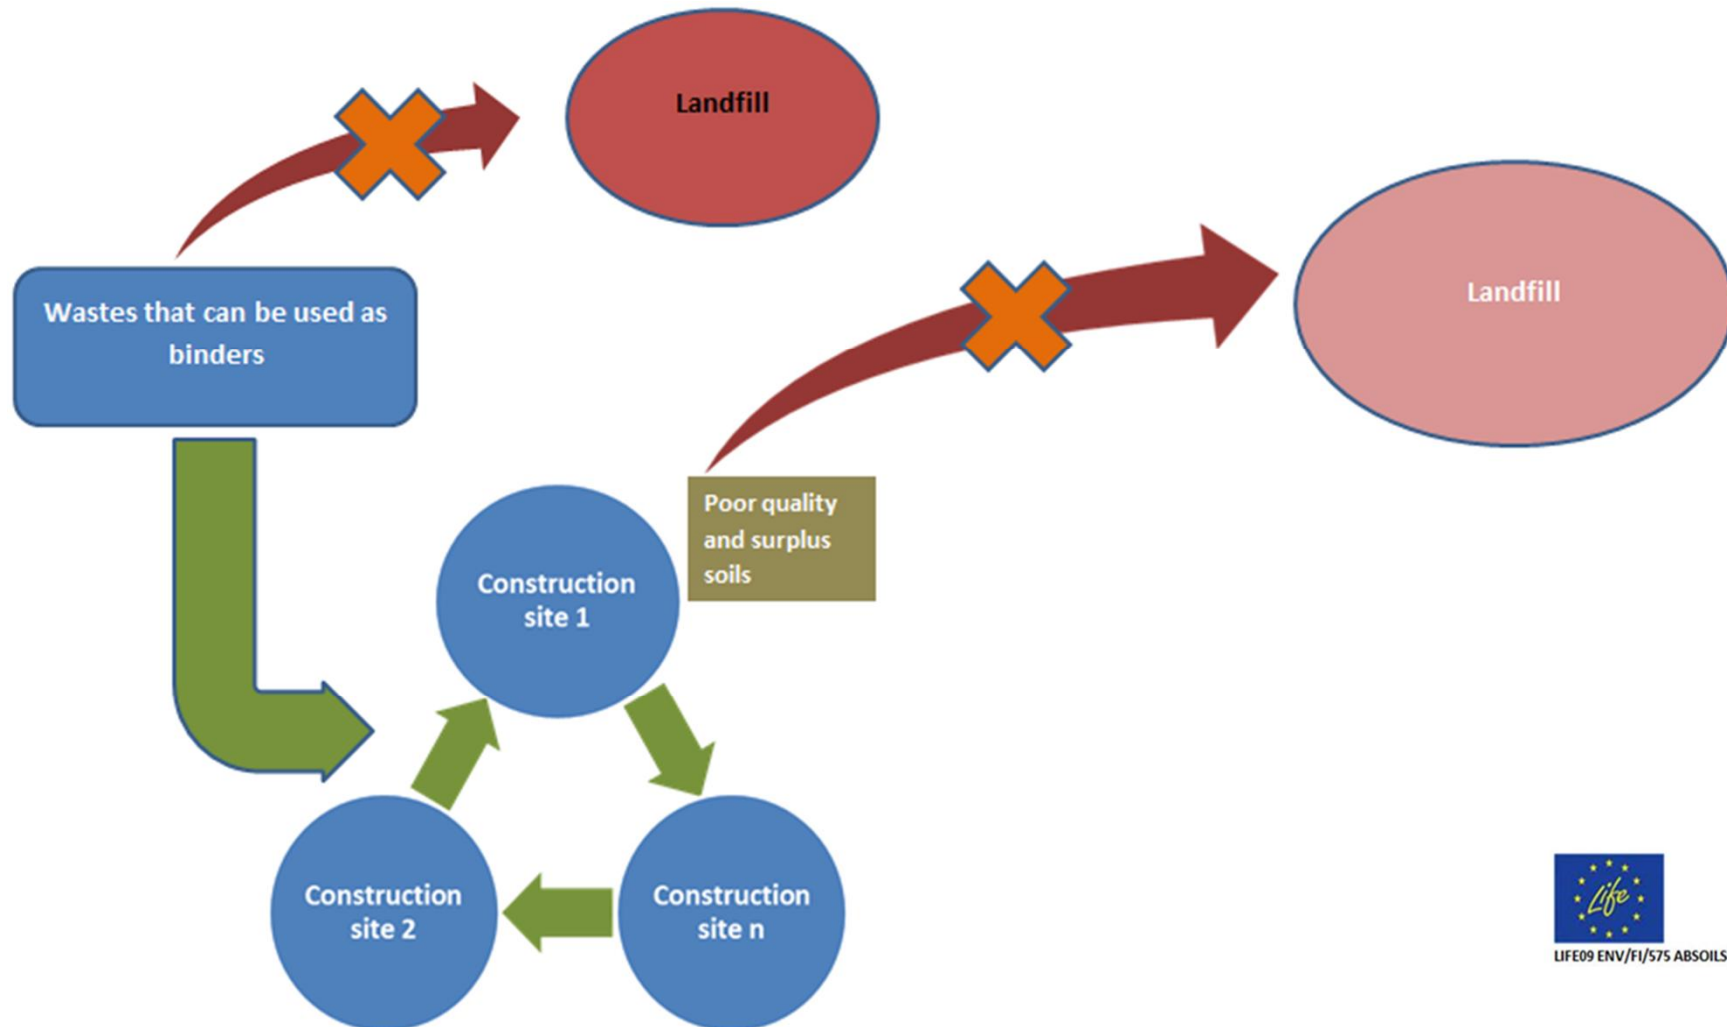 Landfill
Landfill
Wastes that can be used as
binders
Poor quality
and surplus
soils
Construction
site 1
Construction
site 2
Construction
site n
Life
LIFE09 ENV/FI/575 ABSOILS